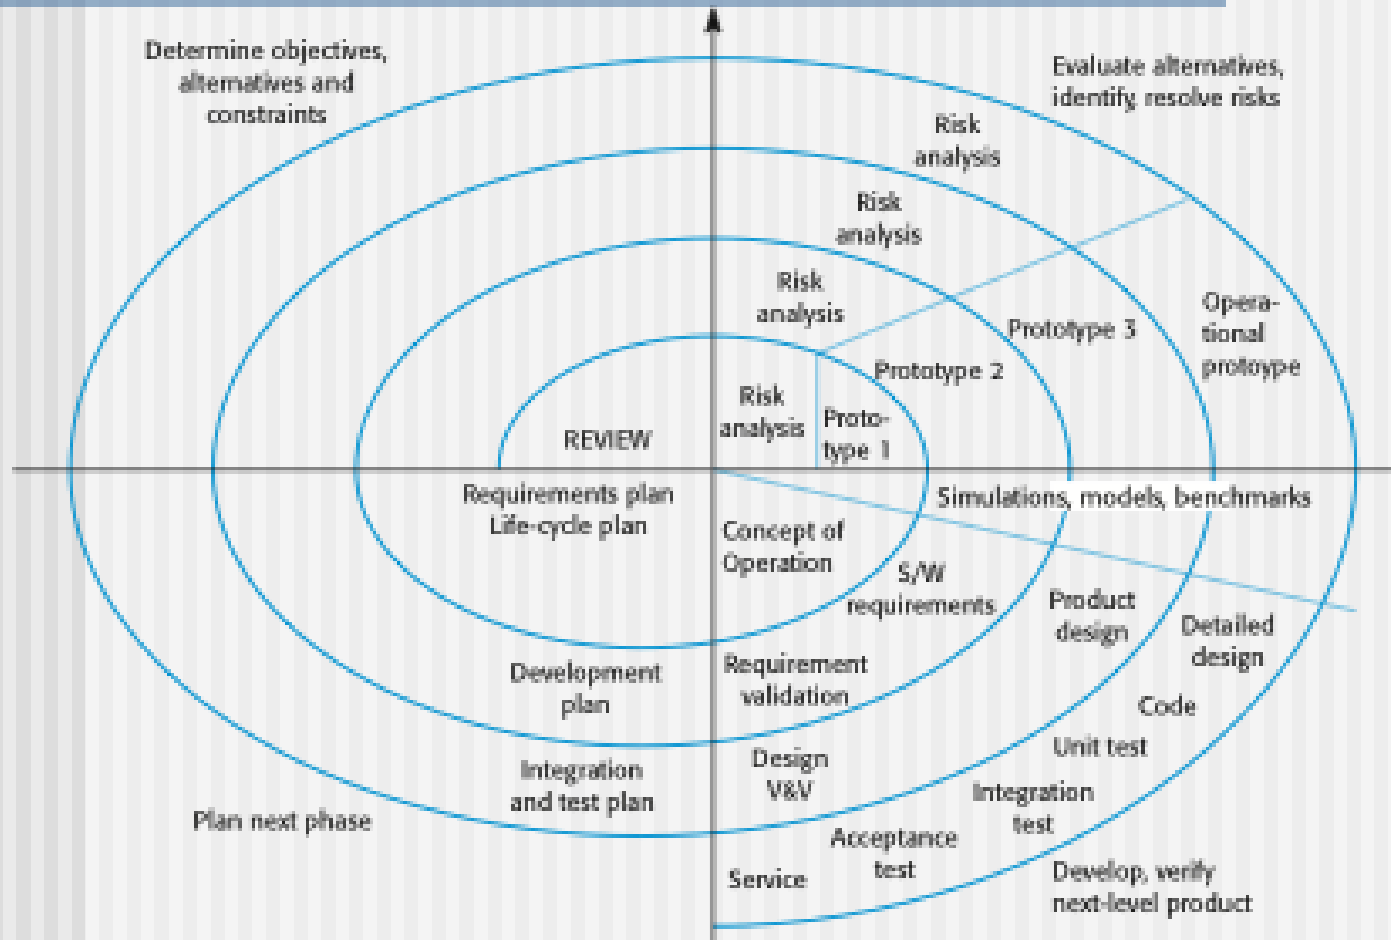 Determine objectives,
alternatives and
constraints
Evaluate alternatives,
identify, resolve risks
Risk
analysis
Risk
analysis
Risk
analysis
Risk
analysis
Proto-
type 1
Prototype 2
Prototype 3
Opera-
tional
protoype
REVIEW
Requirements plan
Life-cycle plan
Simulations, models, benchmarks
Concept of
Operation
S/W
requirements
Product
design
Detailed
design
Development
plan
Requirement
validation
Code
Unit test
Integration
and test plan
Design
V&V
Integration
test
Plan next phase
Acceptance
test
Service
Develop, verify
next-level product